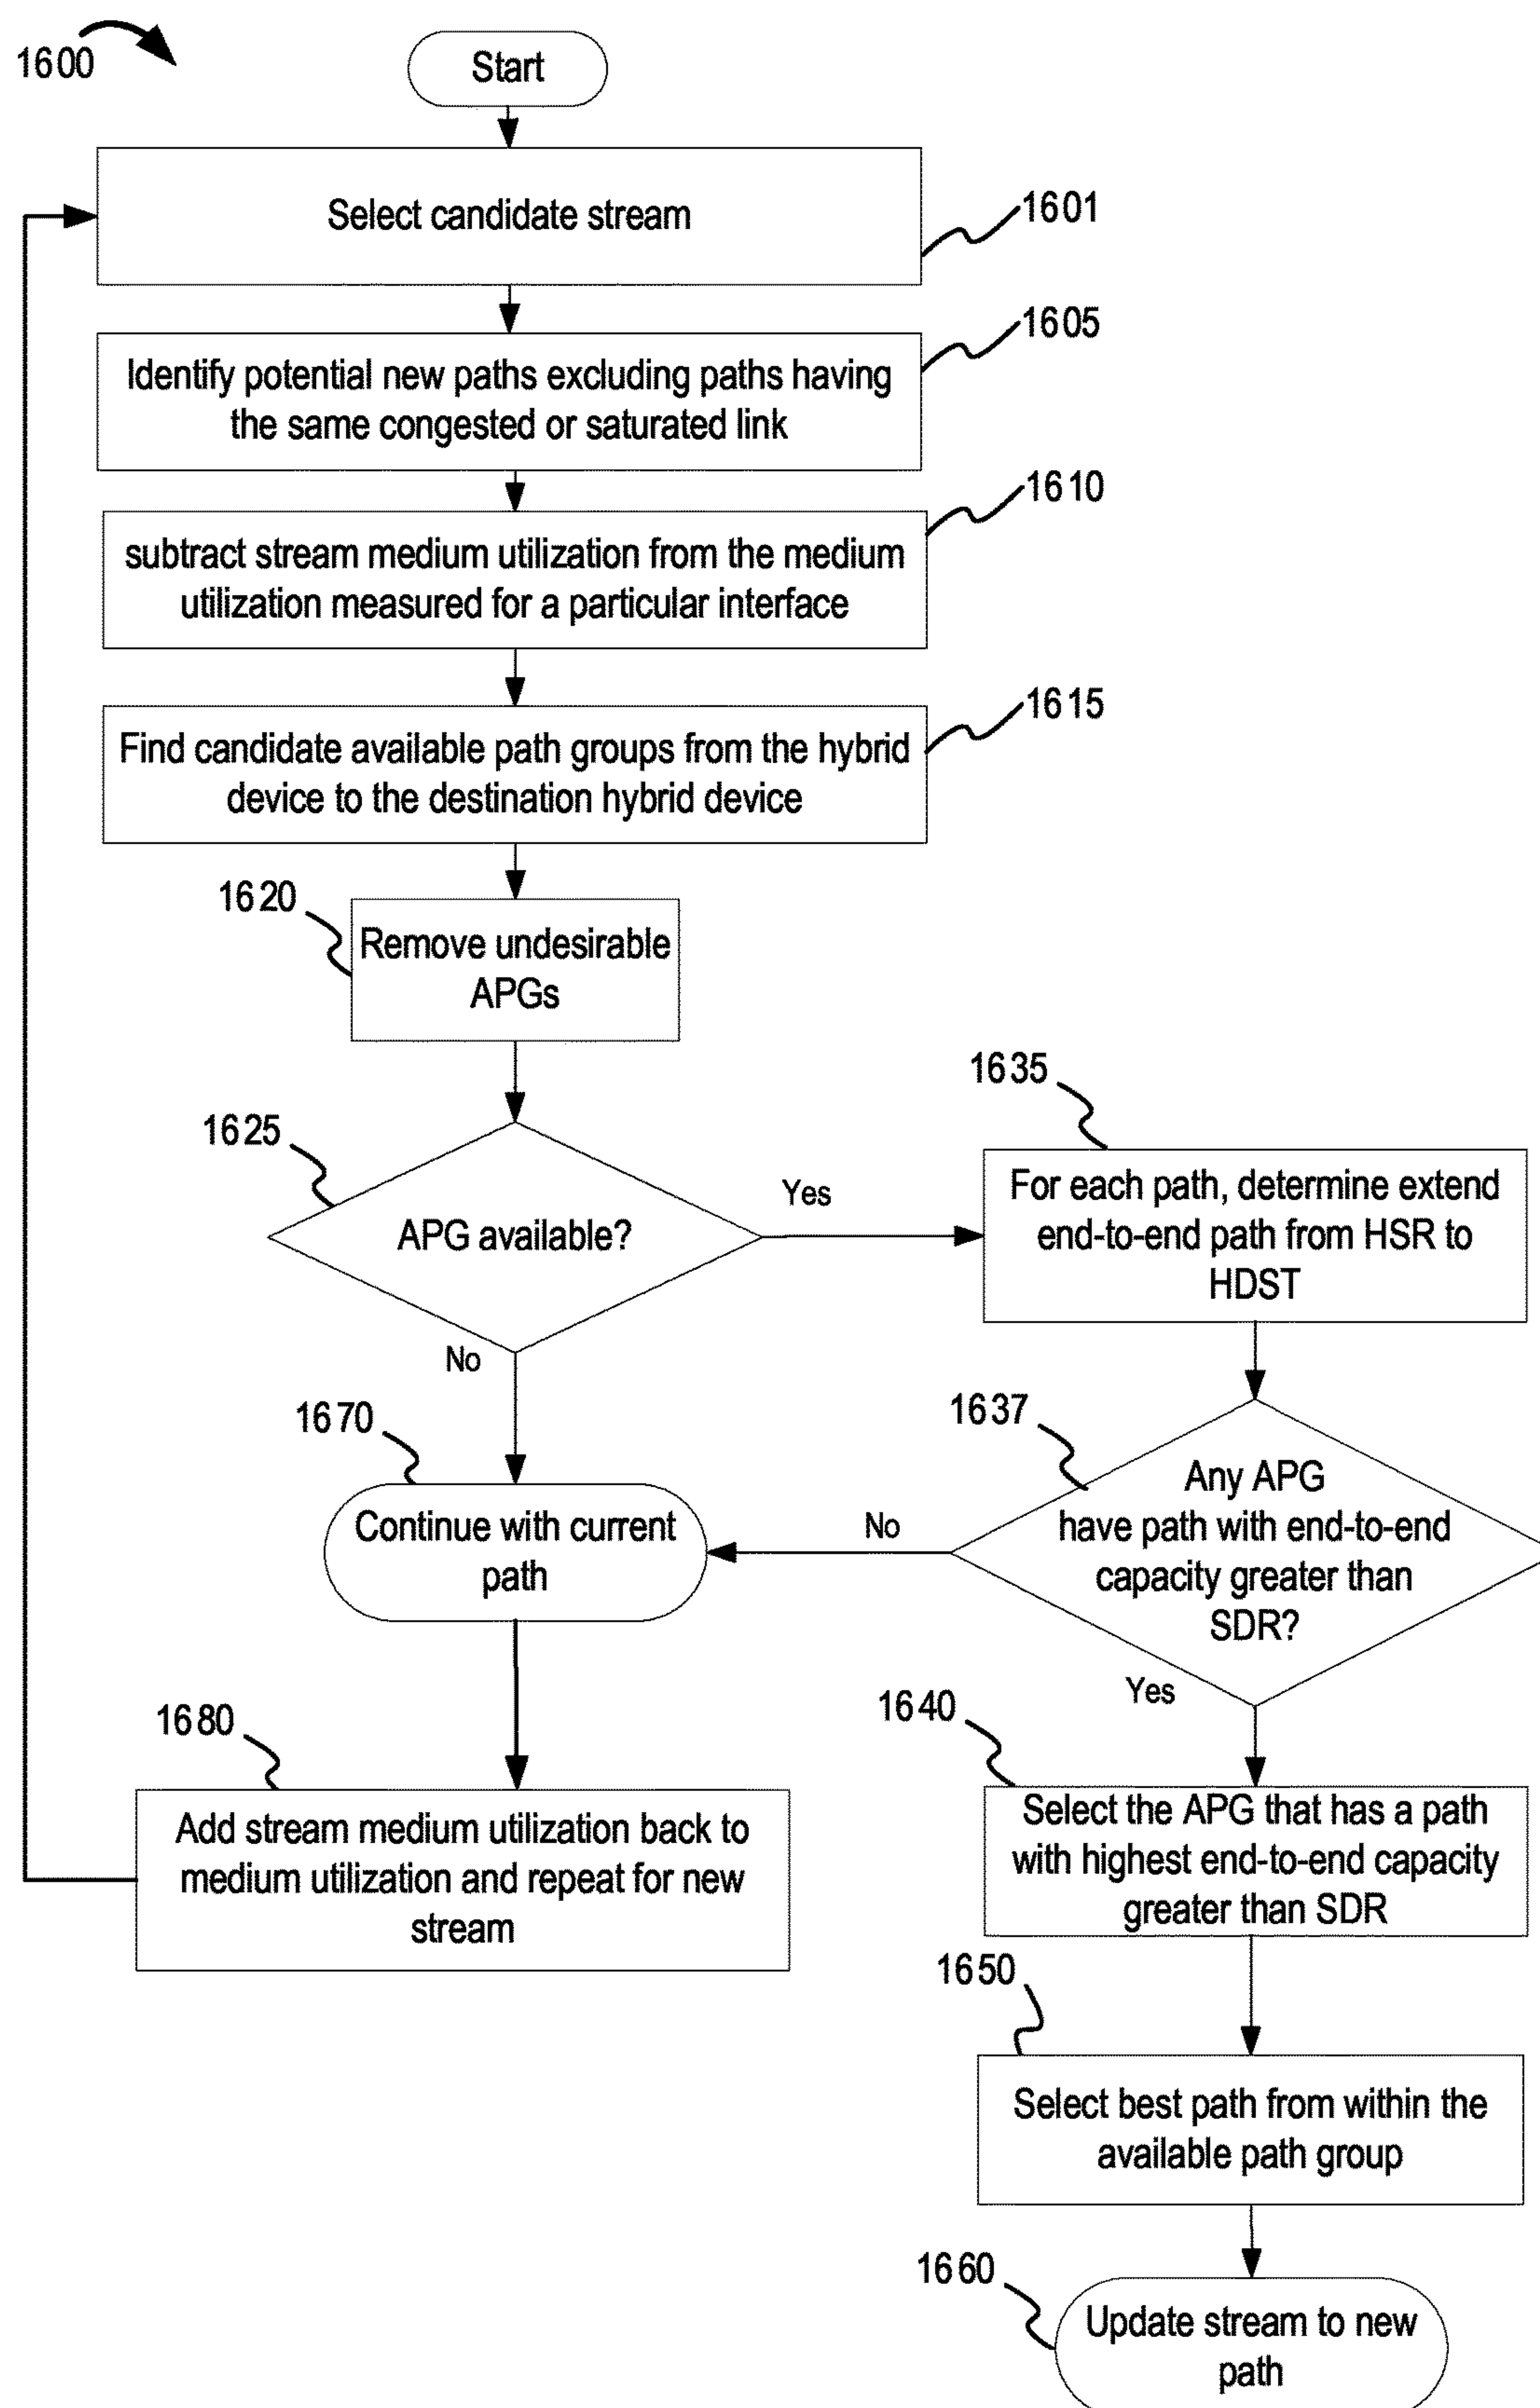 1600
Start
Select candidate stream
1601
1605
Identify potential new paths excluding paths having
the same congested or saturated link
1610
subtract stream medium utilization from the medium
utilization measured for a particular interface
1615
Find candidate available path groups from the hybrid
device to the destination hybrid device
1620
Remove undesirable
APGs
1625
APG available?
Yes
No
1635
For each path, determine extend
end-to-end path from HSR to
HDST
1637
Any APG
have path with end-to-end
capacity greater than
SDR?
No
Yes
1670
Continue with current
path
1680
Add stream medium utilization back to
medium utilization and repeat for new
stream
1640
Select the APG that has a path
with highest end-to-end capacity
greater than SDR
1650
Select best path from within the
available path group
1660
Update stream to new
path